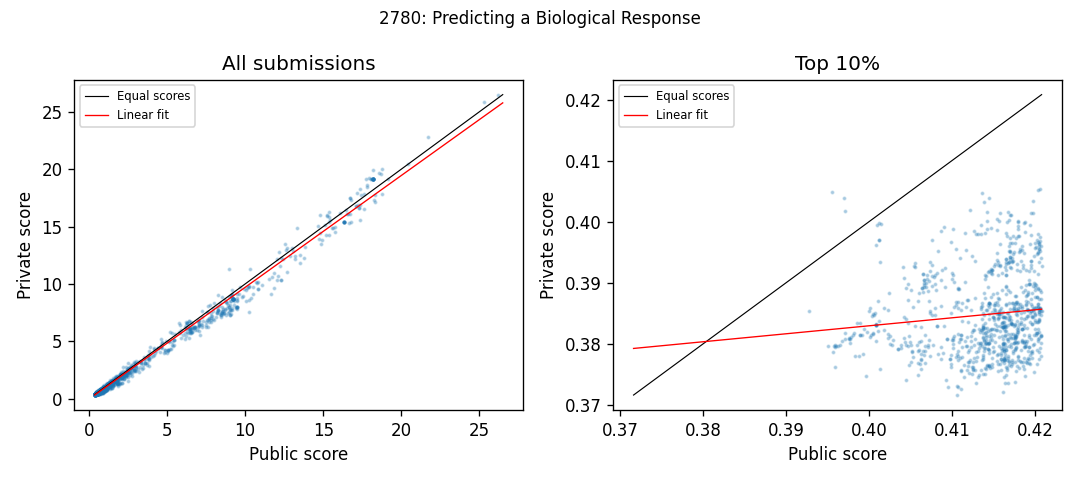 2780: Predicting a Biological Response
All submissions
Equal scores
Linear fit
Private score
25
20
15
10
5
0
0 5 10 15 20 25
Public score
Top 10%
Equal scores
Linear fit
Private score
0.42
0.41
0.40
0.39
0.38
0.37
0.37 0.38 0.39 0.40 0.41 0.42
Public score